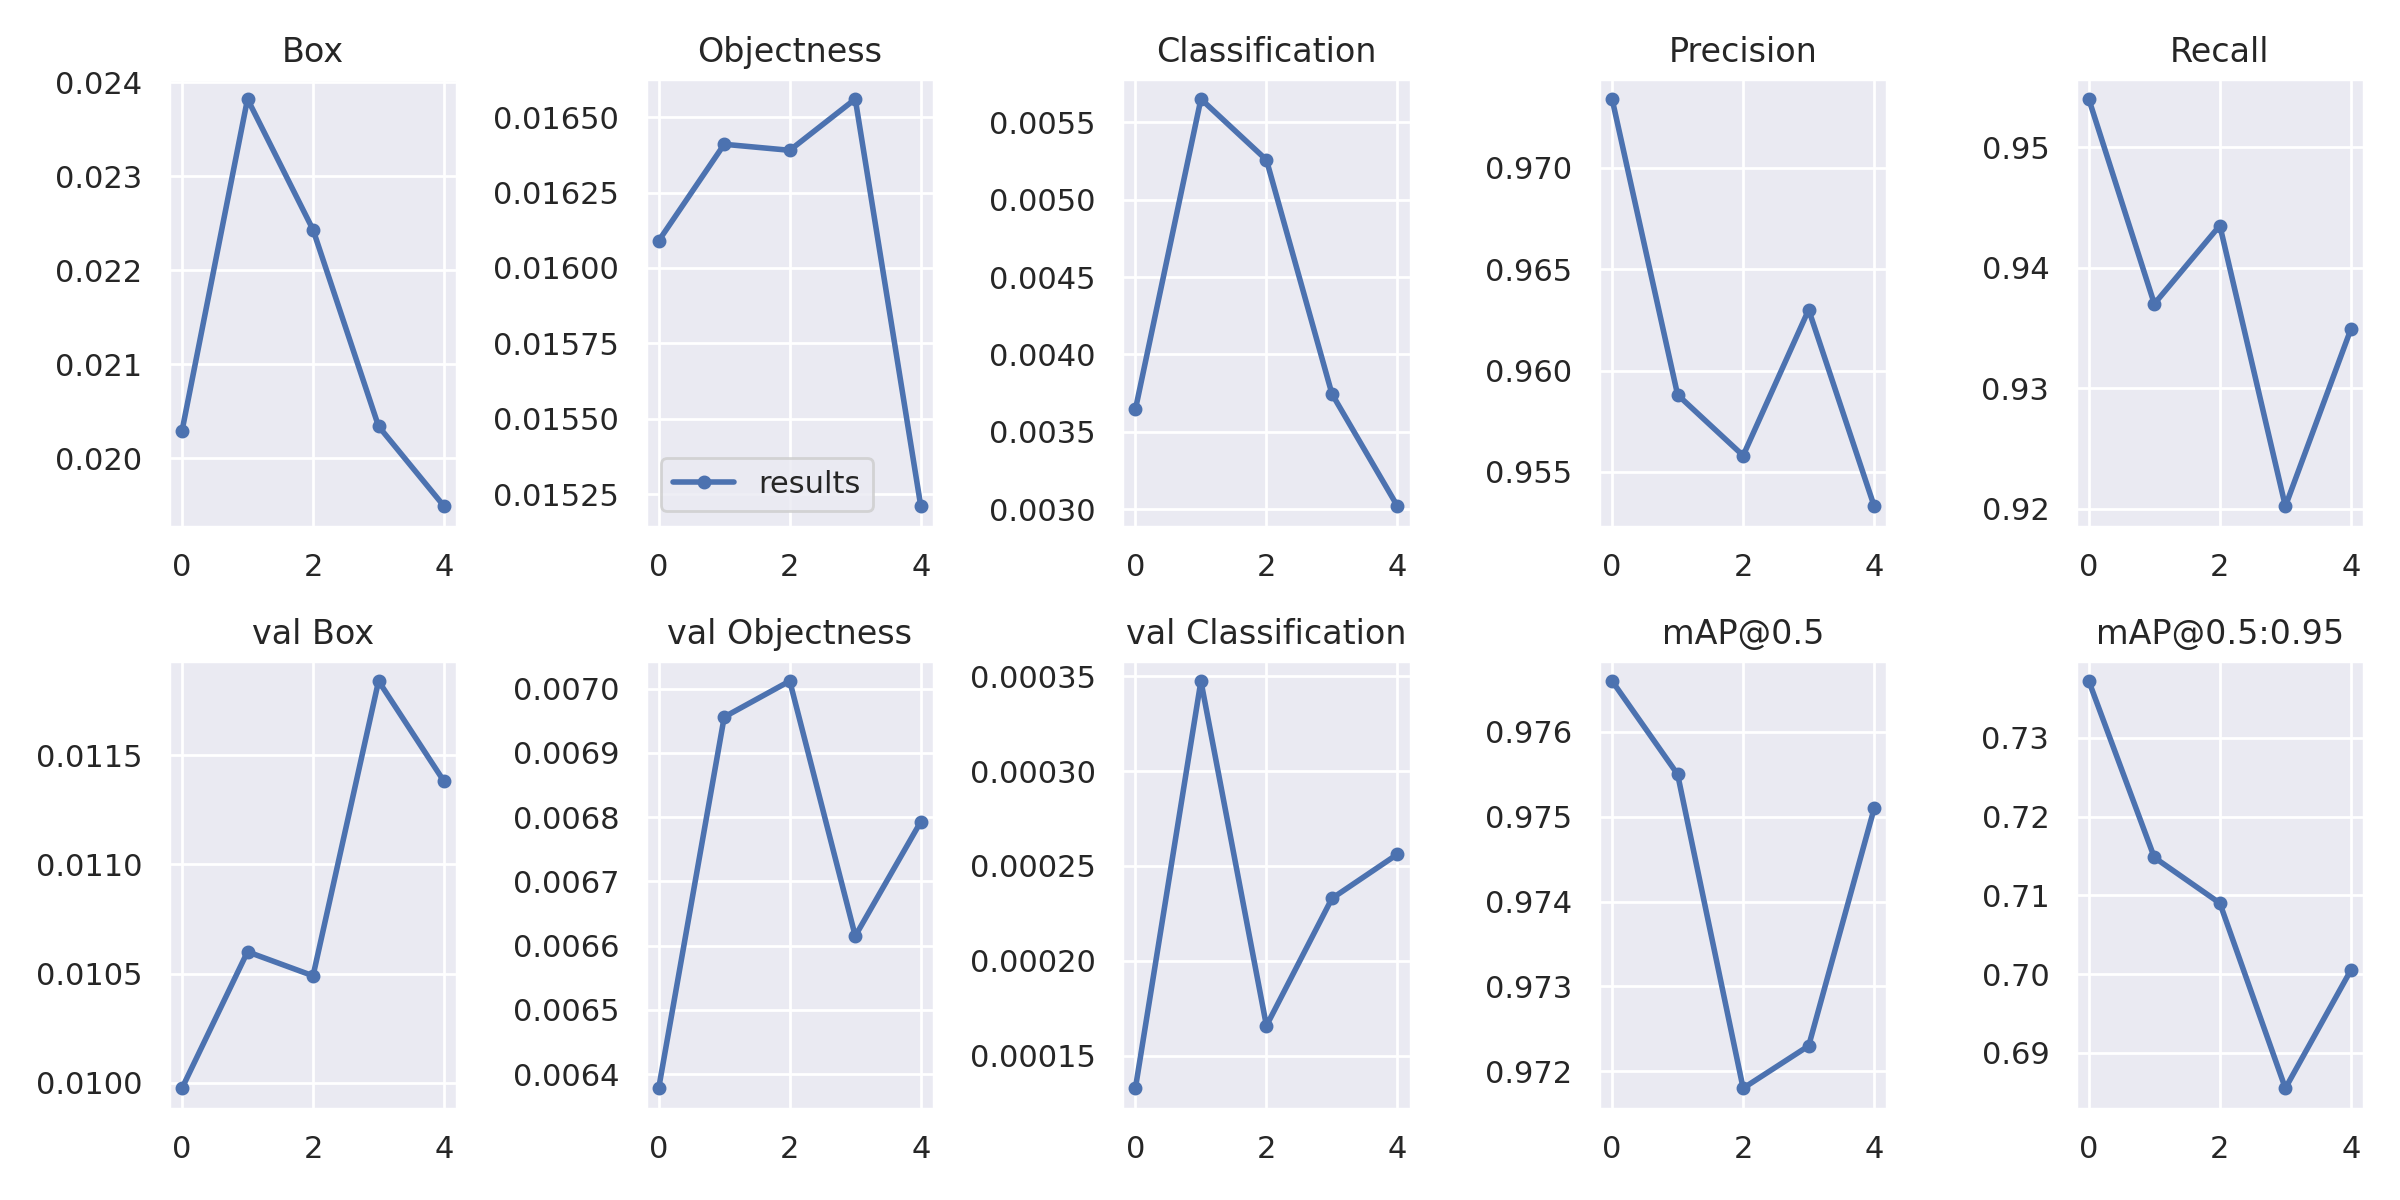 Box
0.024
0.023
0.022
0.021
0.020
0 2 4
Objectness
0.01650
0.01625
0.01600
0.01575
0.01550
0.01525
results
0 2 4
Classification
0.0055
0.0050
0.0045
0.0040
0.0035
0.0030
0 2 4
Precision
0.970
0.965
0.960
0.955
0 2 4
Recall
0.95
0.94
0.93
0.92
0 2 4
val Box
0.0115
0.0110
0.0105
0.0100
0 2 4
val Objectness
0.0070
0.0069
0.0068
0.0067
0.0066
0.0065
0.0064
0 2 4
val Classification
0.00035
0.00030
0.00025
0.00020
0.00015
0 2 4
mAP@0.5
0.976
0.975
0.974
0.973
0.972
0 2 4
mAP@0.5:0.95
0.73
0.72
0.71
0.70
0.69
0 2 4